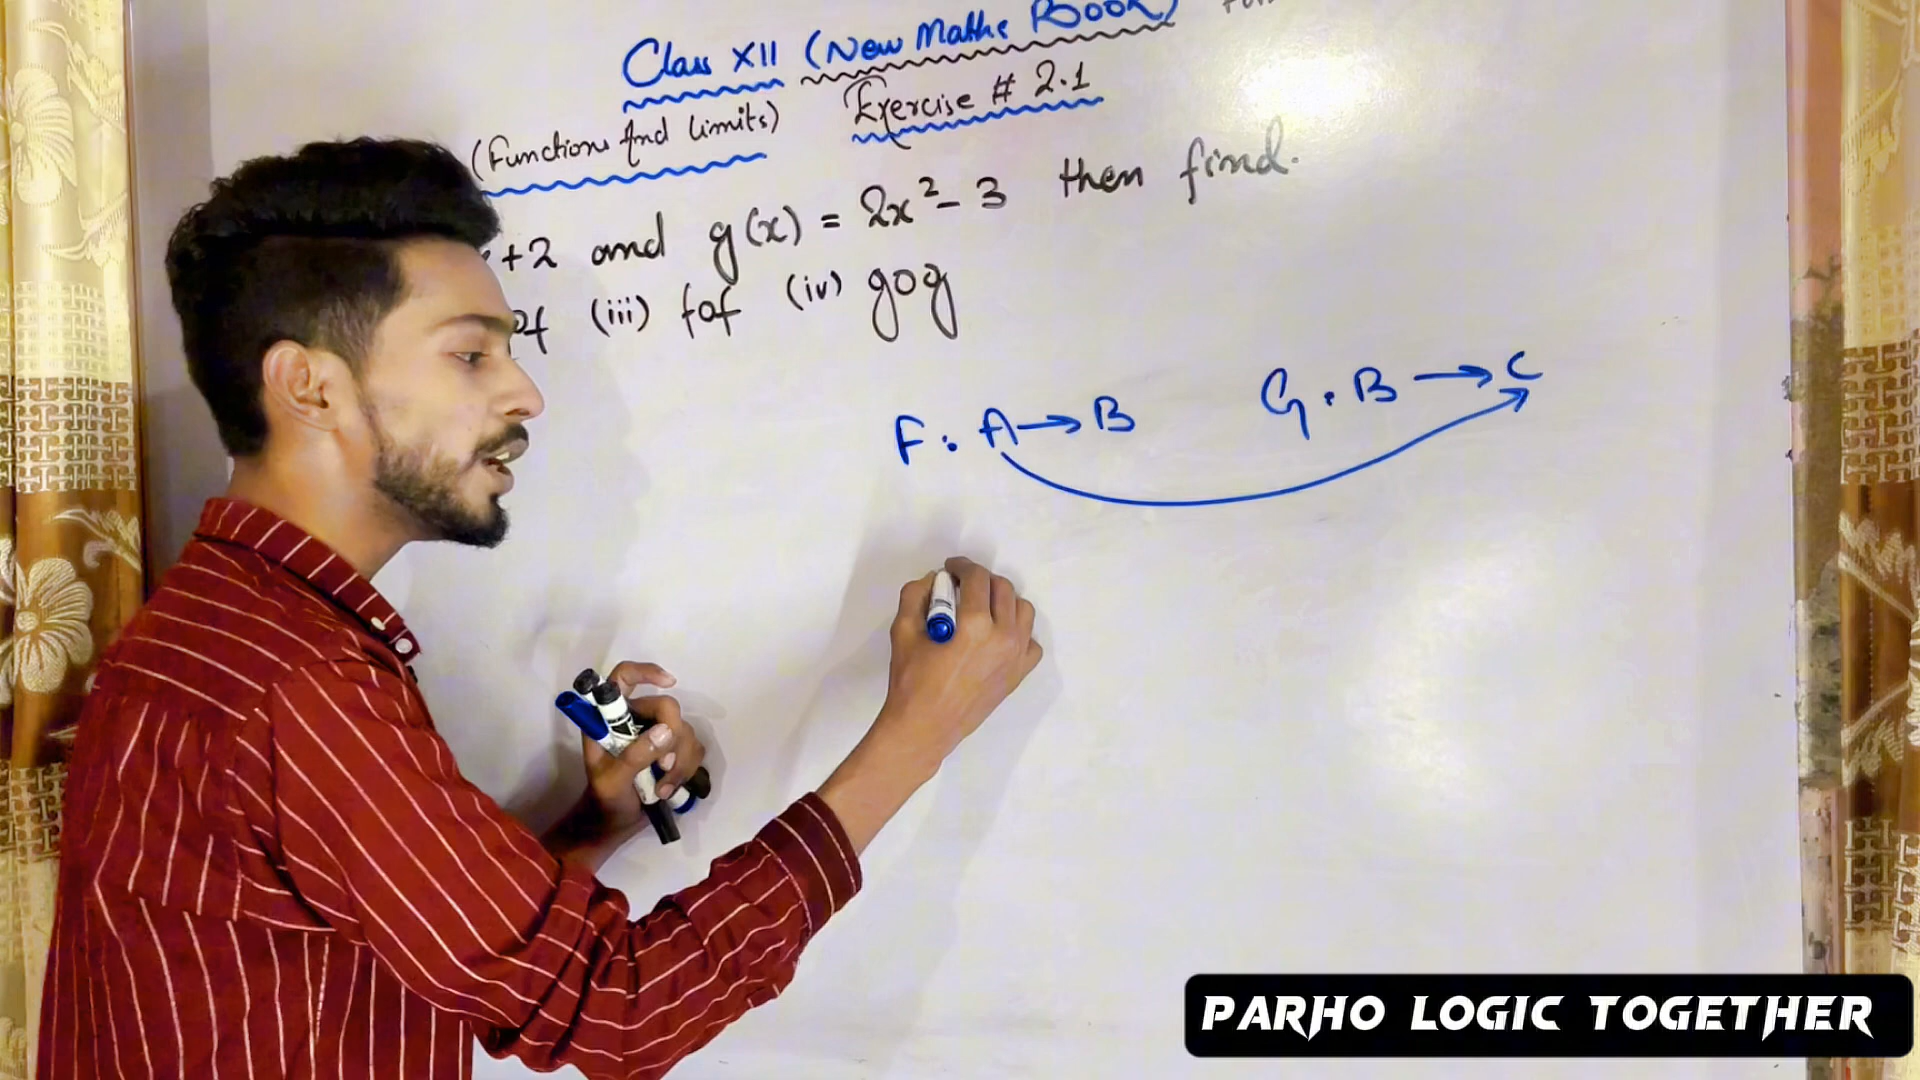 Class XII (New Maths Book)
(Functions And Limits) Exercise # 2.1
+2 and g(x) = 2x²- 3 then find.
of (iii) fof (iv) gog
F: A→B G: B→C
PARHO LOGIC TOGETHER